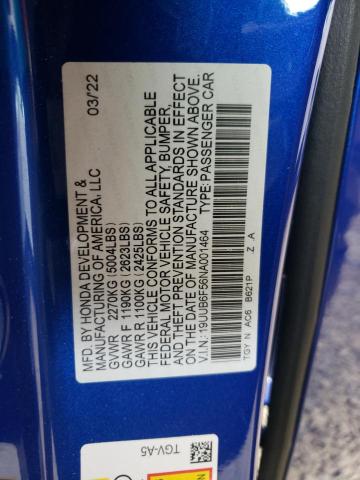 MFD. BY HONDA DEVELOPMENT &
MANUFACTURING OF AMERICA, LLC 03/22
GVWR 2270KG (5004LBS)
GAWR F 1190KG (2623LBS)
GAWR R 1100KG (2425LBS)
THIS VEHICLE CONFORMS TO ALL APPLICABLE
FEDERAL MOTOR VEHICLE SAFETY, BUMPER,
AND THEFT PREVENTION STANDARDS IN EFFECT
ON THE DATE OF MANUFACTURE SHOWN ABOVE.
V.I.N.: 19UUB6F56NA001464 TYPE: PASSENGER CAR
TGY N AC6 B621P Z A
TGV-A5